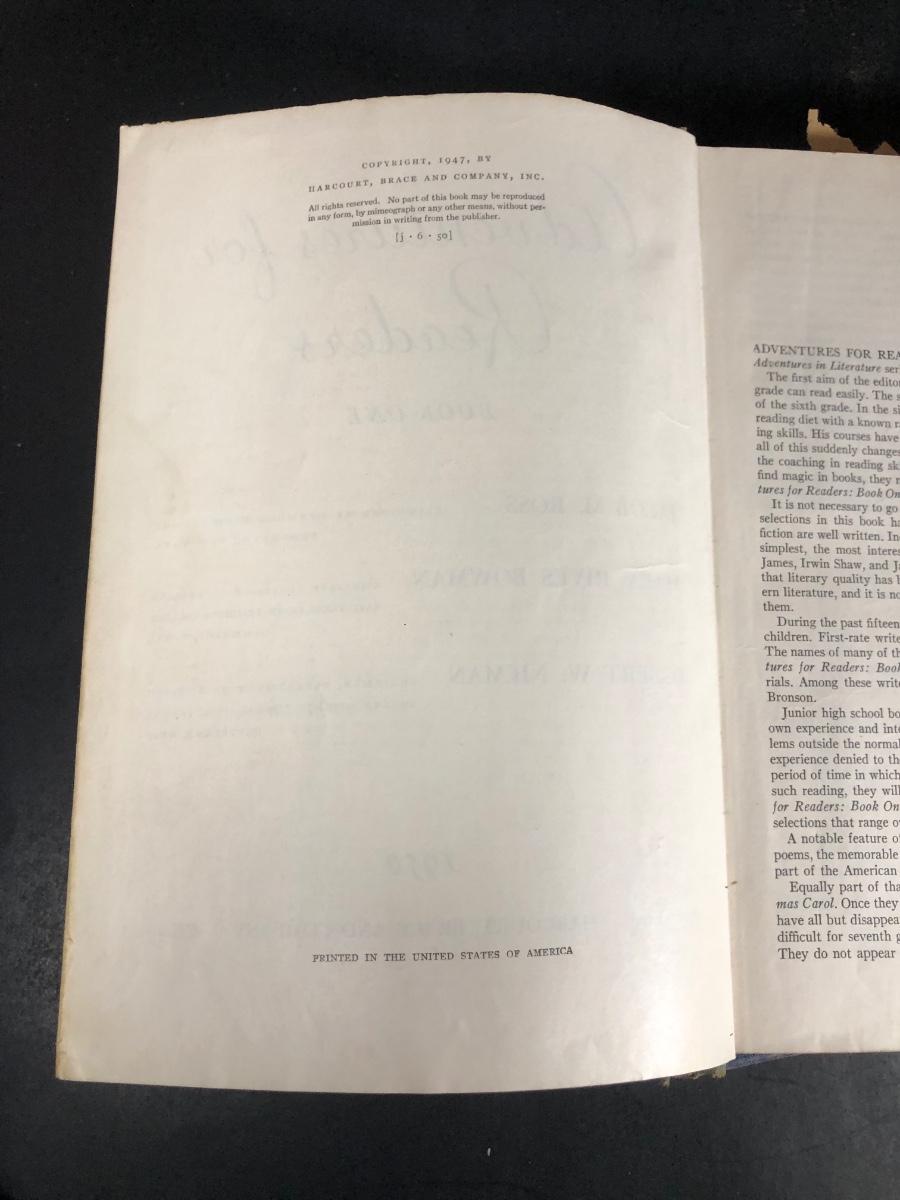 COPYRIGHT, 1947, BY
HARCOURT, BRACE AND COMPANY, INC.
All rights reserved. No part of this book may be reproduced
in any form, by mimeograph or any other means, without per-
mission in writing from the publisher.
[j · 6 · 50]
PRINTED IN THE UNITED STATES OF AMERICA
ADVENTURES FOR REA
Adventures in Literature ser
The first aim of the editor
grade can read easily. The s
of the sixth grade. In the si
reading diet with a known r
ing skills. His courses have
all of this suddenly changes
the coaching in reading sk
find magic in books, they r
tures for Readers: Book On
It is not necessary to go
selections in this book ha
fiction are well written. In
simplest, the most interes
James, Irwin Shaw, and J
that literary quality has
ern literature, and it is no
them.
During the past fifteen
children. First-rate write
The names of many of th
tures for Readers: Book
rials. Among these write
Bronson.
Junior high school bo
own experience and inte
lems outside the normal
experience denied to th
period of time in which
such reading, they will
for Readers: Book On
selections that range o
A notable feature of
poems, the memorable
part of the American
Equally part of tha
mas Carol. Once they
have all but disappea
difficult for seventh g
They do not appear